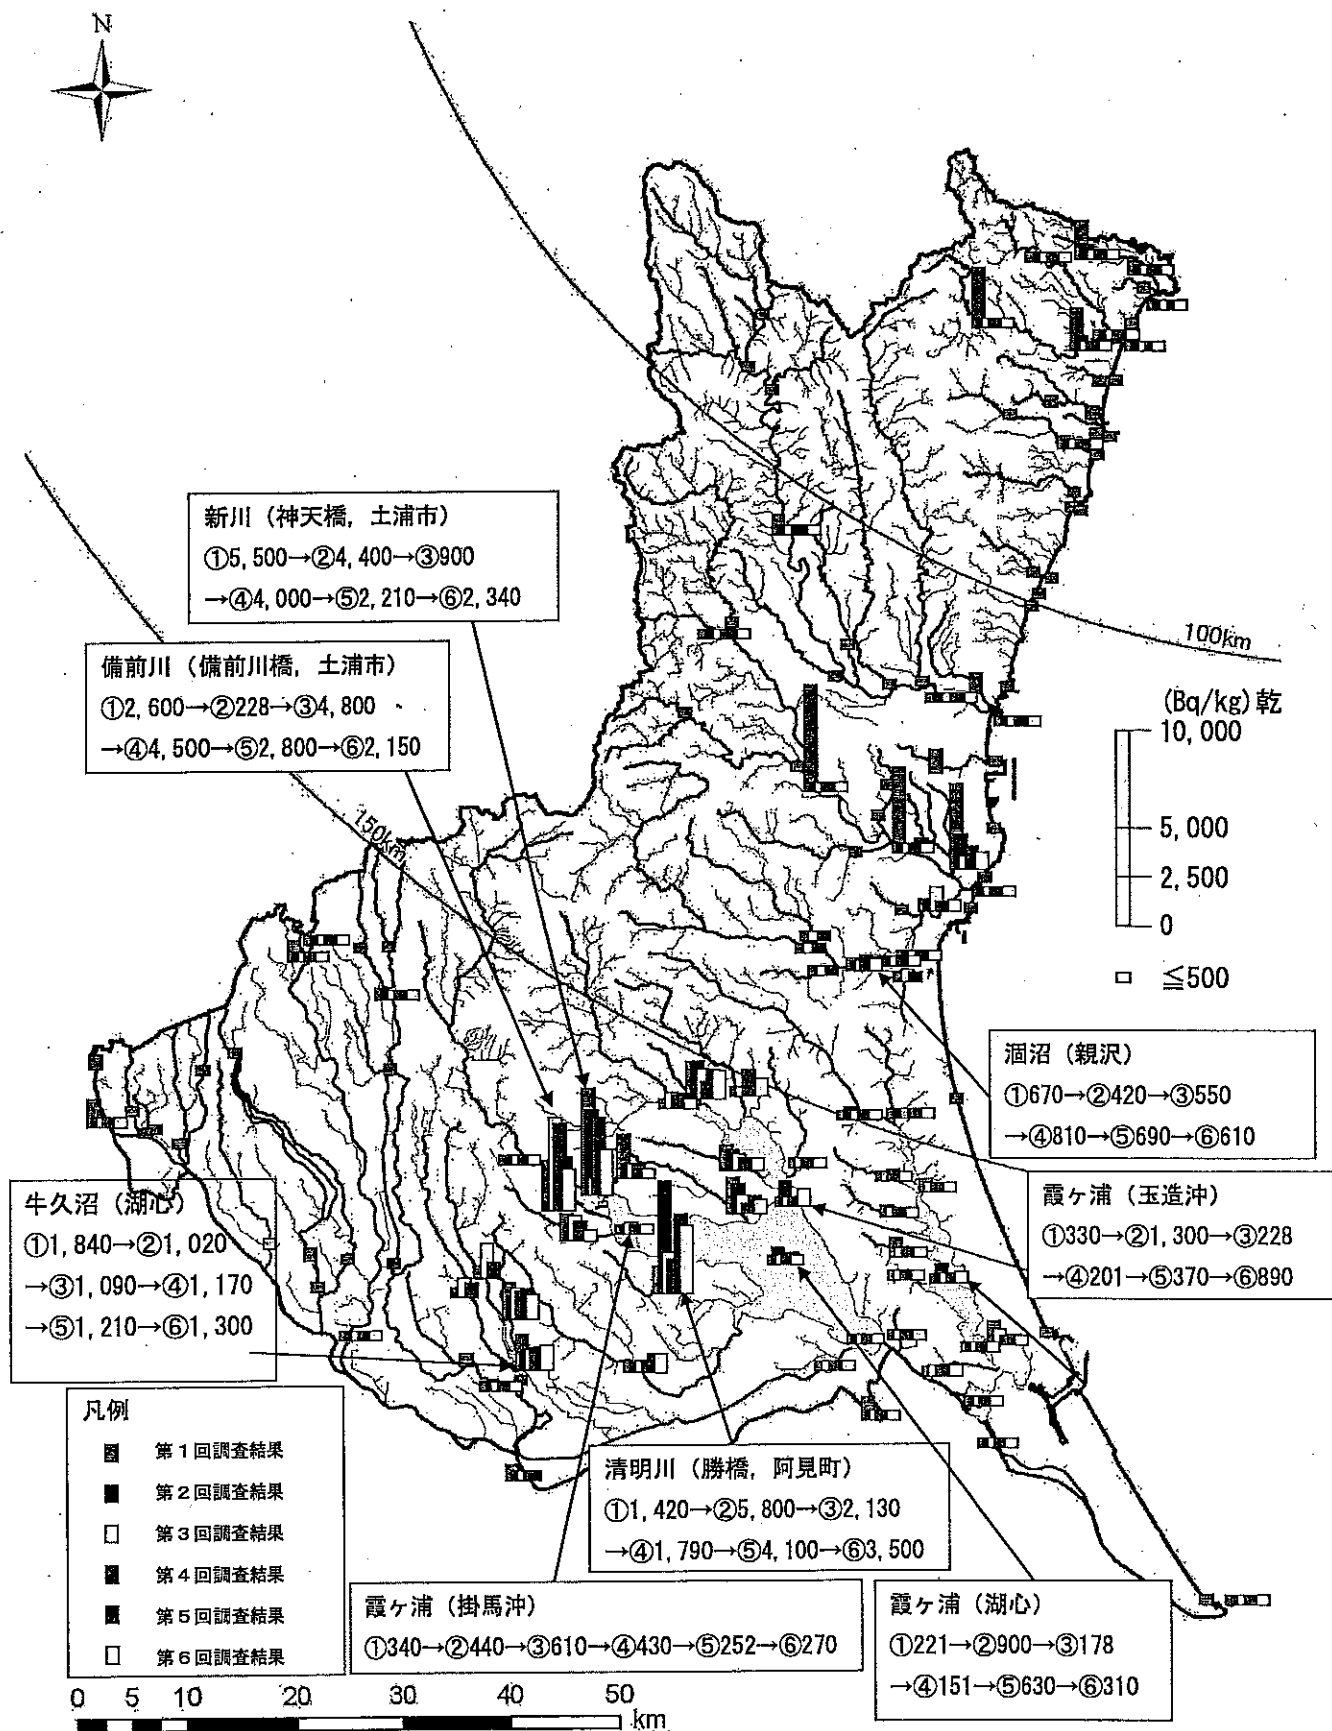 N
新川（神天橋，土浦市）
①5,500→②4,400→③900
→④4,000→⑤2,210→⑥2,340
備前川（備前川橋，土浦市）
①2,600→②228→③4,800
→④4,500→⑤2,800→⑥2,150
100km
150km
(Bq/kg)乾
10,000
5,000
2,500
0
≦500
涸沼（親沢）
①670→②420→③550
→④810→⑤690→⑥610
霞ヶ浦（玉造沖）
①330→②1,300→③228
→④201→⑤370→⑥890
牛久沼（湖心）
①1,840→②1,020
→③1,090→④1,170
→⑤1,210→⑥1,300
凡例
第1回調査結果
第2回調査結果
第3回調査結果
第4回調査結果
第5回調査結果
第6回調査結果
清明川（勝橋，阿見町）
①1,420→②5,800→③2,130
→④1,790→⑤4,100→⑥3,500
霞ヶ浦（掛馬沖）
①340→②440→③610→④430→⑤252→⑥270
霞ヶ浦（湖心）
①221→②900→③178
→④151→⑤630→⑥310
0 5 10 20 30 40 50
km